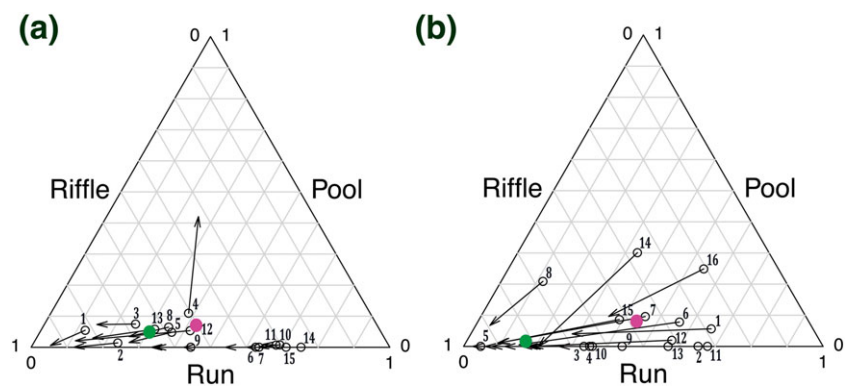 (a)
0 1
Riffle Pool
1 3 13 8 5 4 12 2 9 6 7 11 10 15 14
1 0
0 Run 1
(b)
0 1
Riffle Pool
14
16
8
15 7 6 1
5 3 4 10 9 12 13 2 11
1 0
0 Run 1